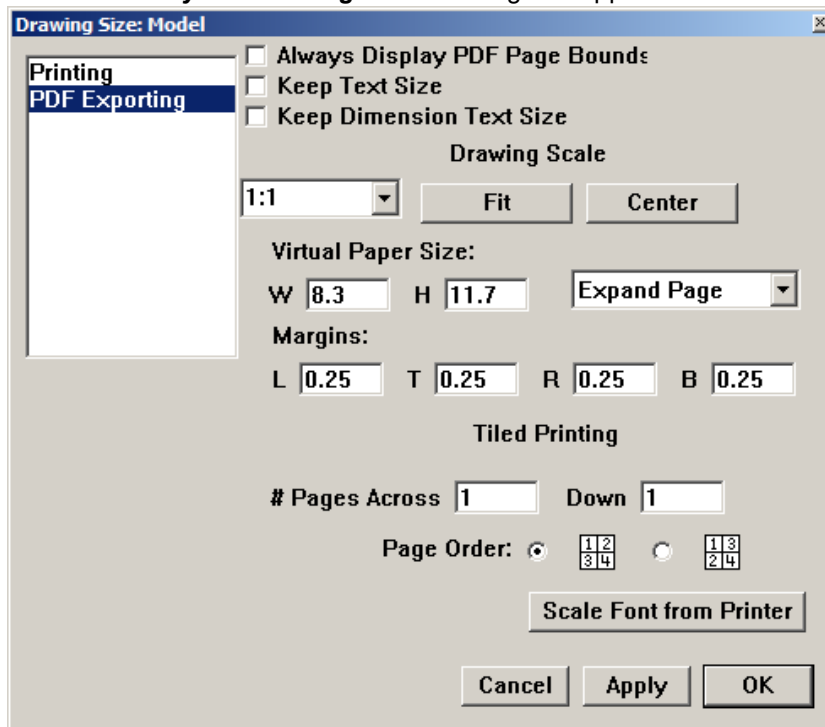 Drawing Size: Model
Printing
PDF Exporting
Always Display PDF Page Bounds
Keep Text Size
Keep Dimension Text Size
Drawing Scale
1:1 Fit Center
Virtual Paper Size:
W 8.3 H 11.7 Expand Page
Margins:
L 0.25 T 0.25 R 0.25 B 0.25
Tiled Printing
# Pages Across 1 Down 1
Page Order: 1 2 3 4 1 3 2 4
Scale Font from Printer
Cancel Apply OK